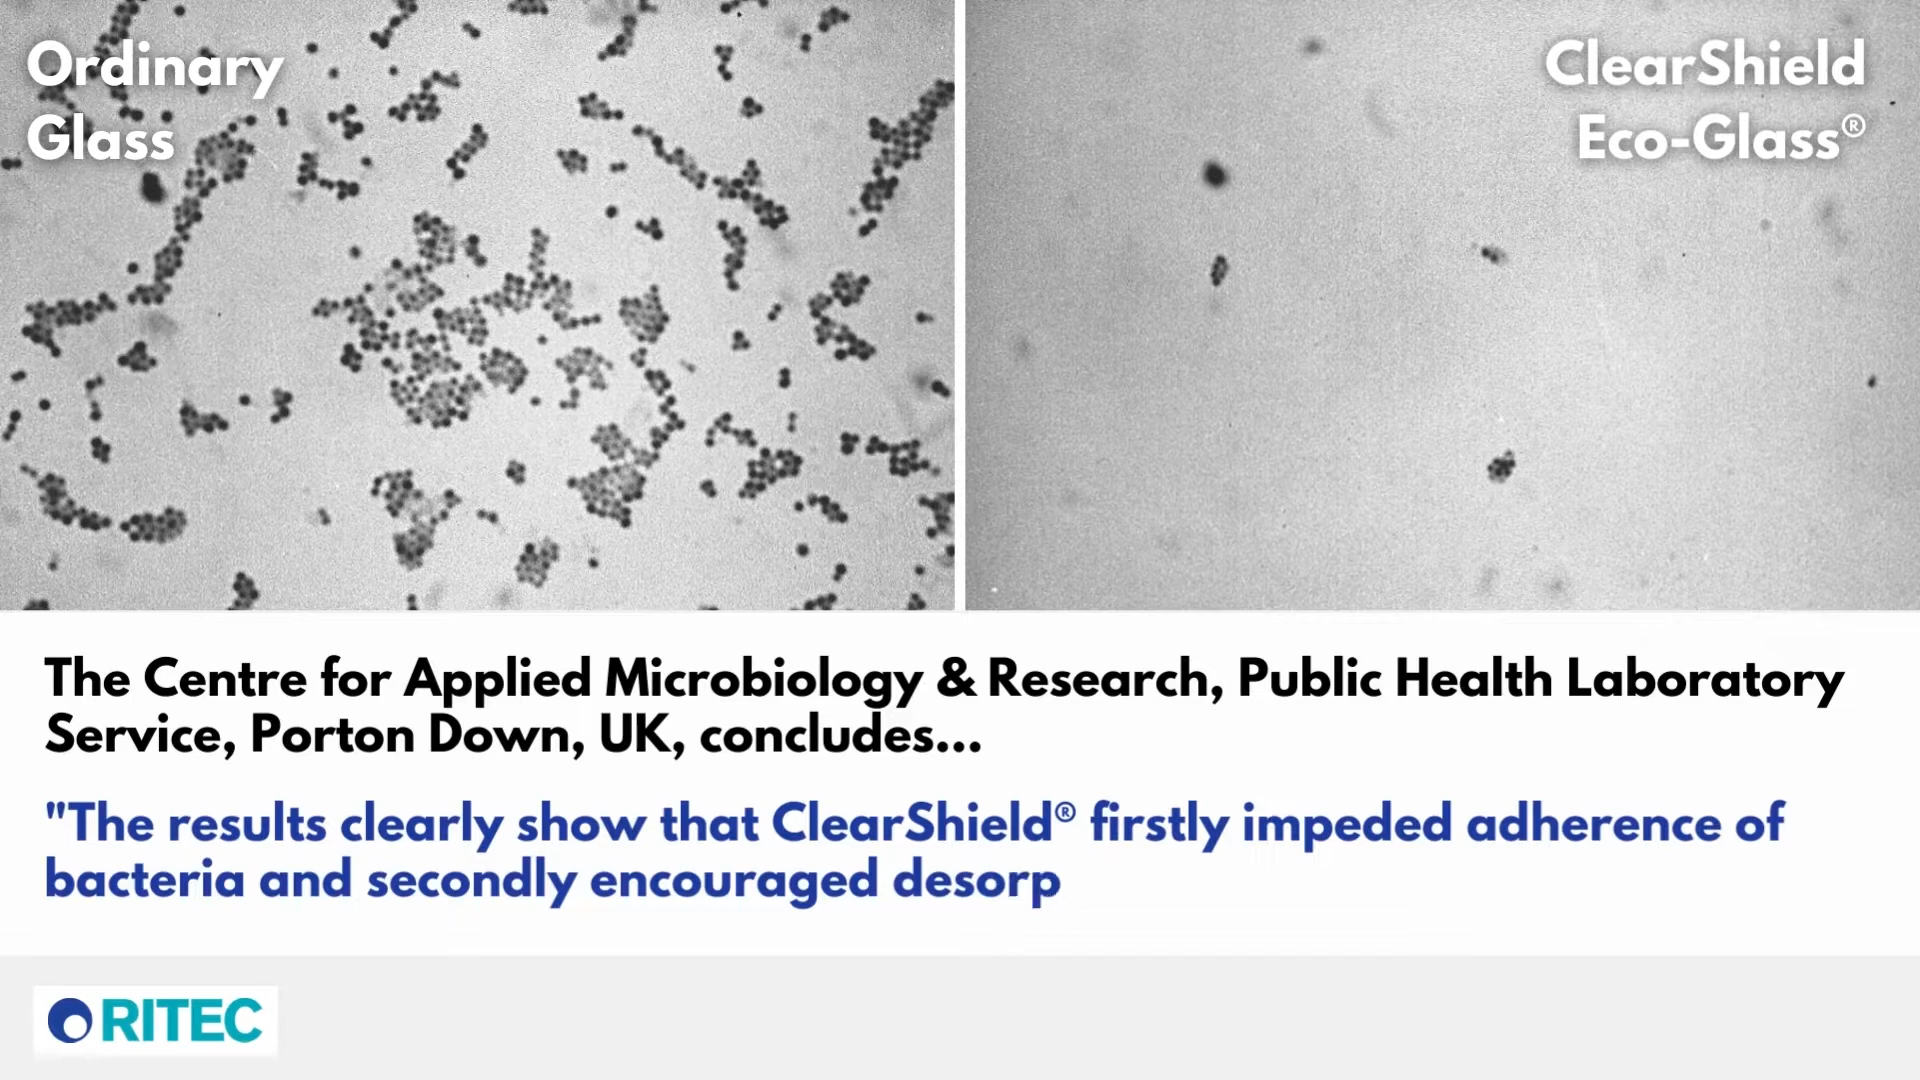 Ordinary
Glass
ClearShield
Eco-Glass®
The Centre for Applied Microbiology & Research, Public Health Laboratory
Service, Porton Down, UK, concludes...
"The results clearly show that ClearShield® firstly impeded adherence of
bacteria and secondly encouraged desorp
RITEC